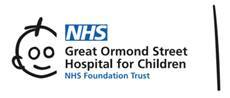 NHS
Great Ormond Street
Hospital for Children
NHS Foundation Trust